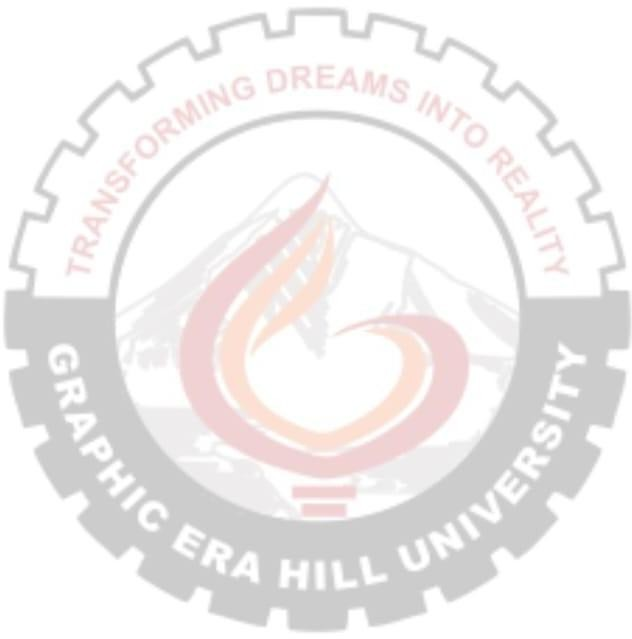 TRANSFORMING DREAMS INTO REALITY
GRAPHIC ERA HILL UNIVERSITY